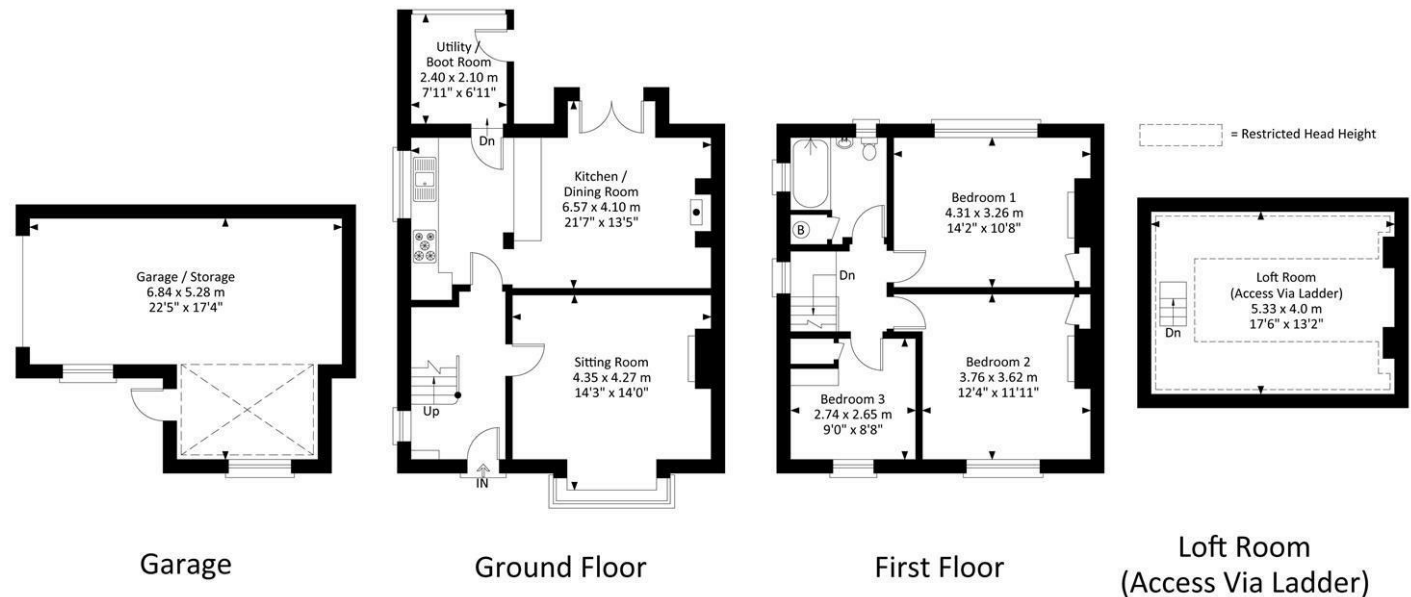 Utility /
Boot Room
2.40 x 2.10 m
7'11" x 6'11"
Dn
Kitchen /
Dining Room
6.57 x 4.10 m
21'7" x 13'5"
Sitting Room
4.35 x 4.27 m
14'3" x 14'0"
Up
IN
Garage / Storage
6.84 x 5.28 m
22'5" x 17'4"
B
Dn
Bedroom 1
4.31 x 3.26 m
14'2" x 10'8"
Bedroom 2
3.76 x 3.62 m
12'4" x 11'11"
Bedroom 3
2.74 x 2.65 m
9'0" x 8'8"
= Restricted Head Height
Loft Room
(Access Via Ladder)
5.33 x 4.0 m
17'6" x 13'2"
Dn
Garage
Ground Floor
First Floor
Loft Room
(Access Via Ladder)